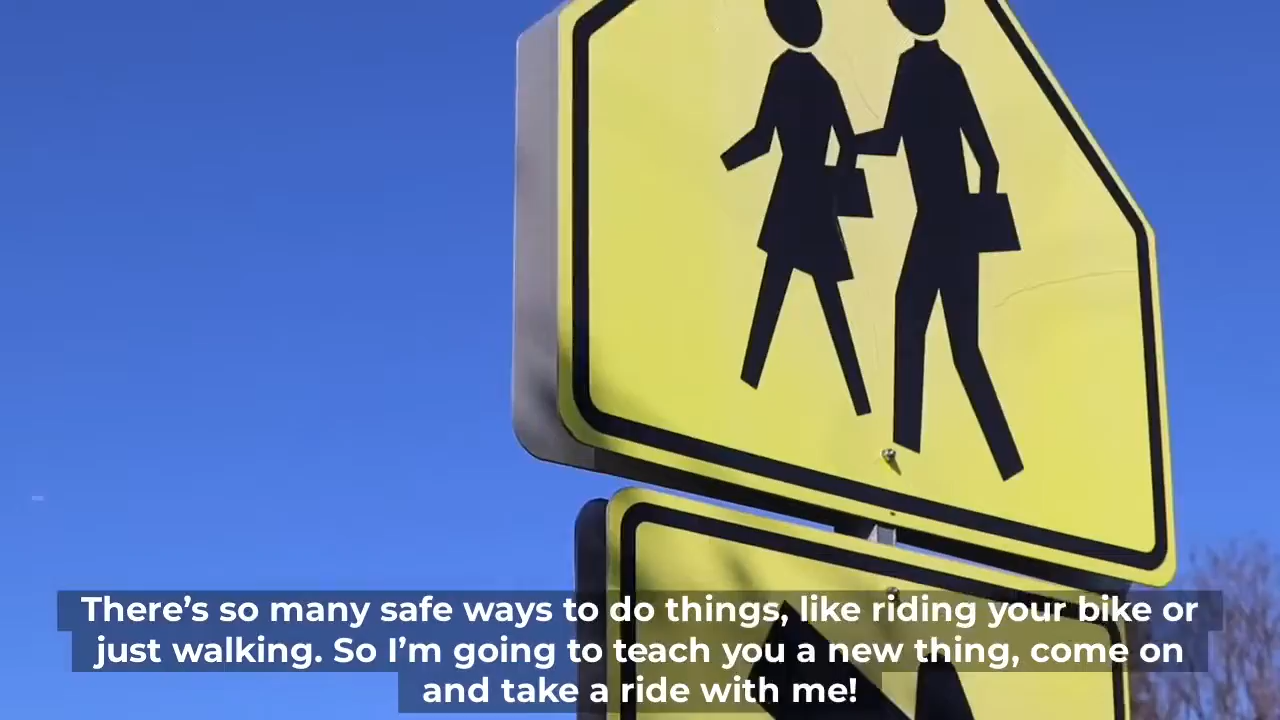 There’s so many safe ways to do things, like riding your bike or
just walking. So I’m going to teach you a new thing, come on
and take a ride with me!